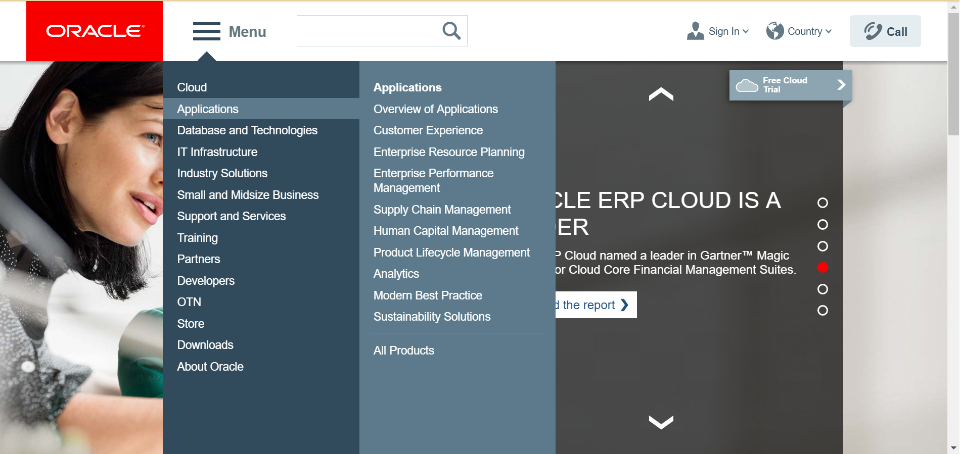 ORACLE
Menu
Sign In
Country
Call
Cloud
Applications
Database and Technologies
IT Infrastructure
Industry Solutions
Small and Midsize Business
Support and Services
Training
Partners
Developers
OTN
Store
Downloads
About Oracle
Applications
Overview of Applications
Customer Experience
Enterprise Resource Planning
Enterprise Performance
Management
Supply Chain Management
Human Capital Management
Product Lifecycle Management
Analytics
Modern Best Practice
Sustainability Solutions
All Products
Free Cloud
Trial
CLE ERP CLOUD IS A
DER
P Cloud named a leader in Gartner™ Magic
or Cloud Core Financial Management Suites.
d the report